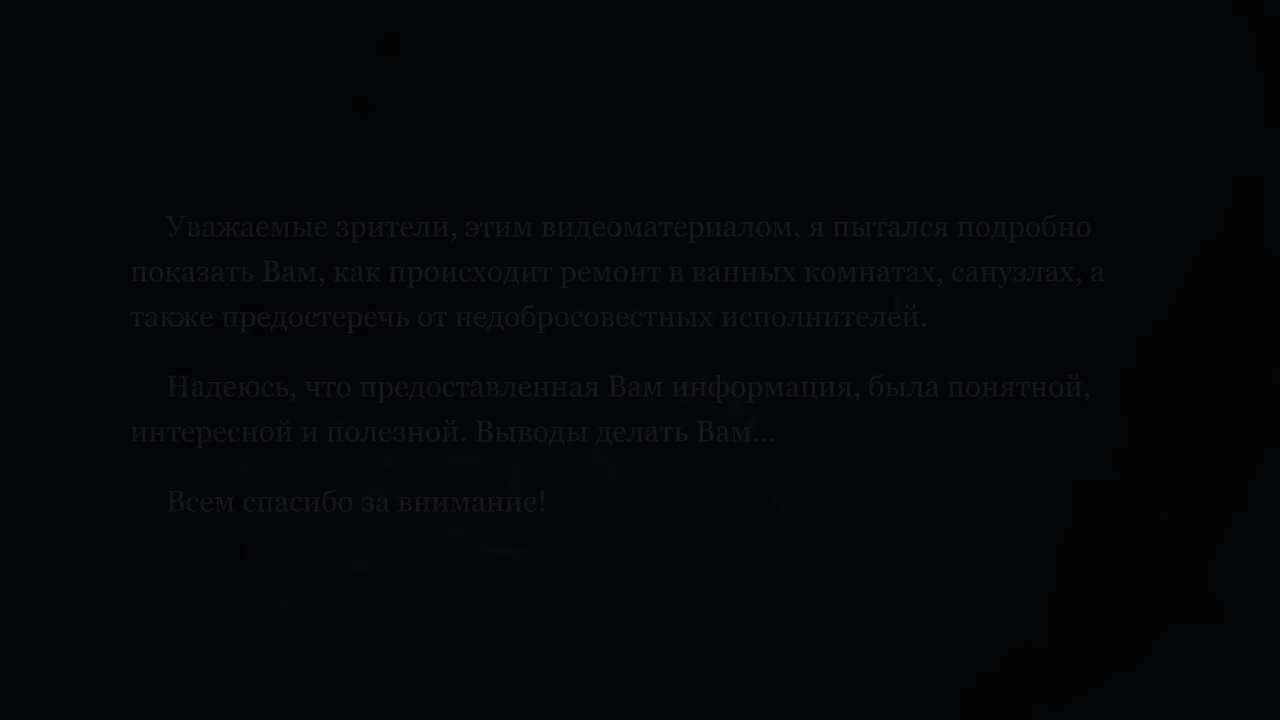 Уважаемые зрители, этим видеоматериалом, я пытался подробно
показать Вам, как происходит ремонт в ванных комнатах, санузлах, а
также предостеречь от недобросовестных исполнителей.
Надеюсь, что предоставленная Вам информация, была понятной,
интересной и полезной. Выводы делать Вам...
Всем спасибо за внимание!